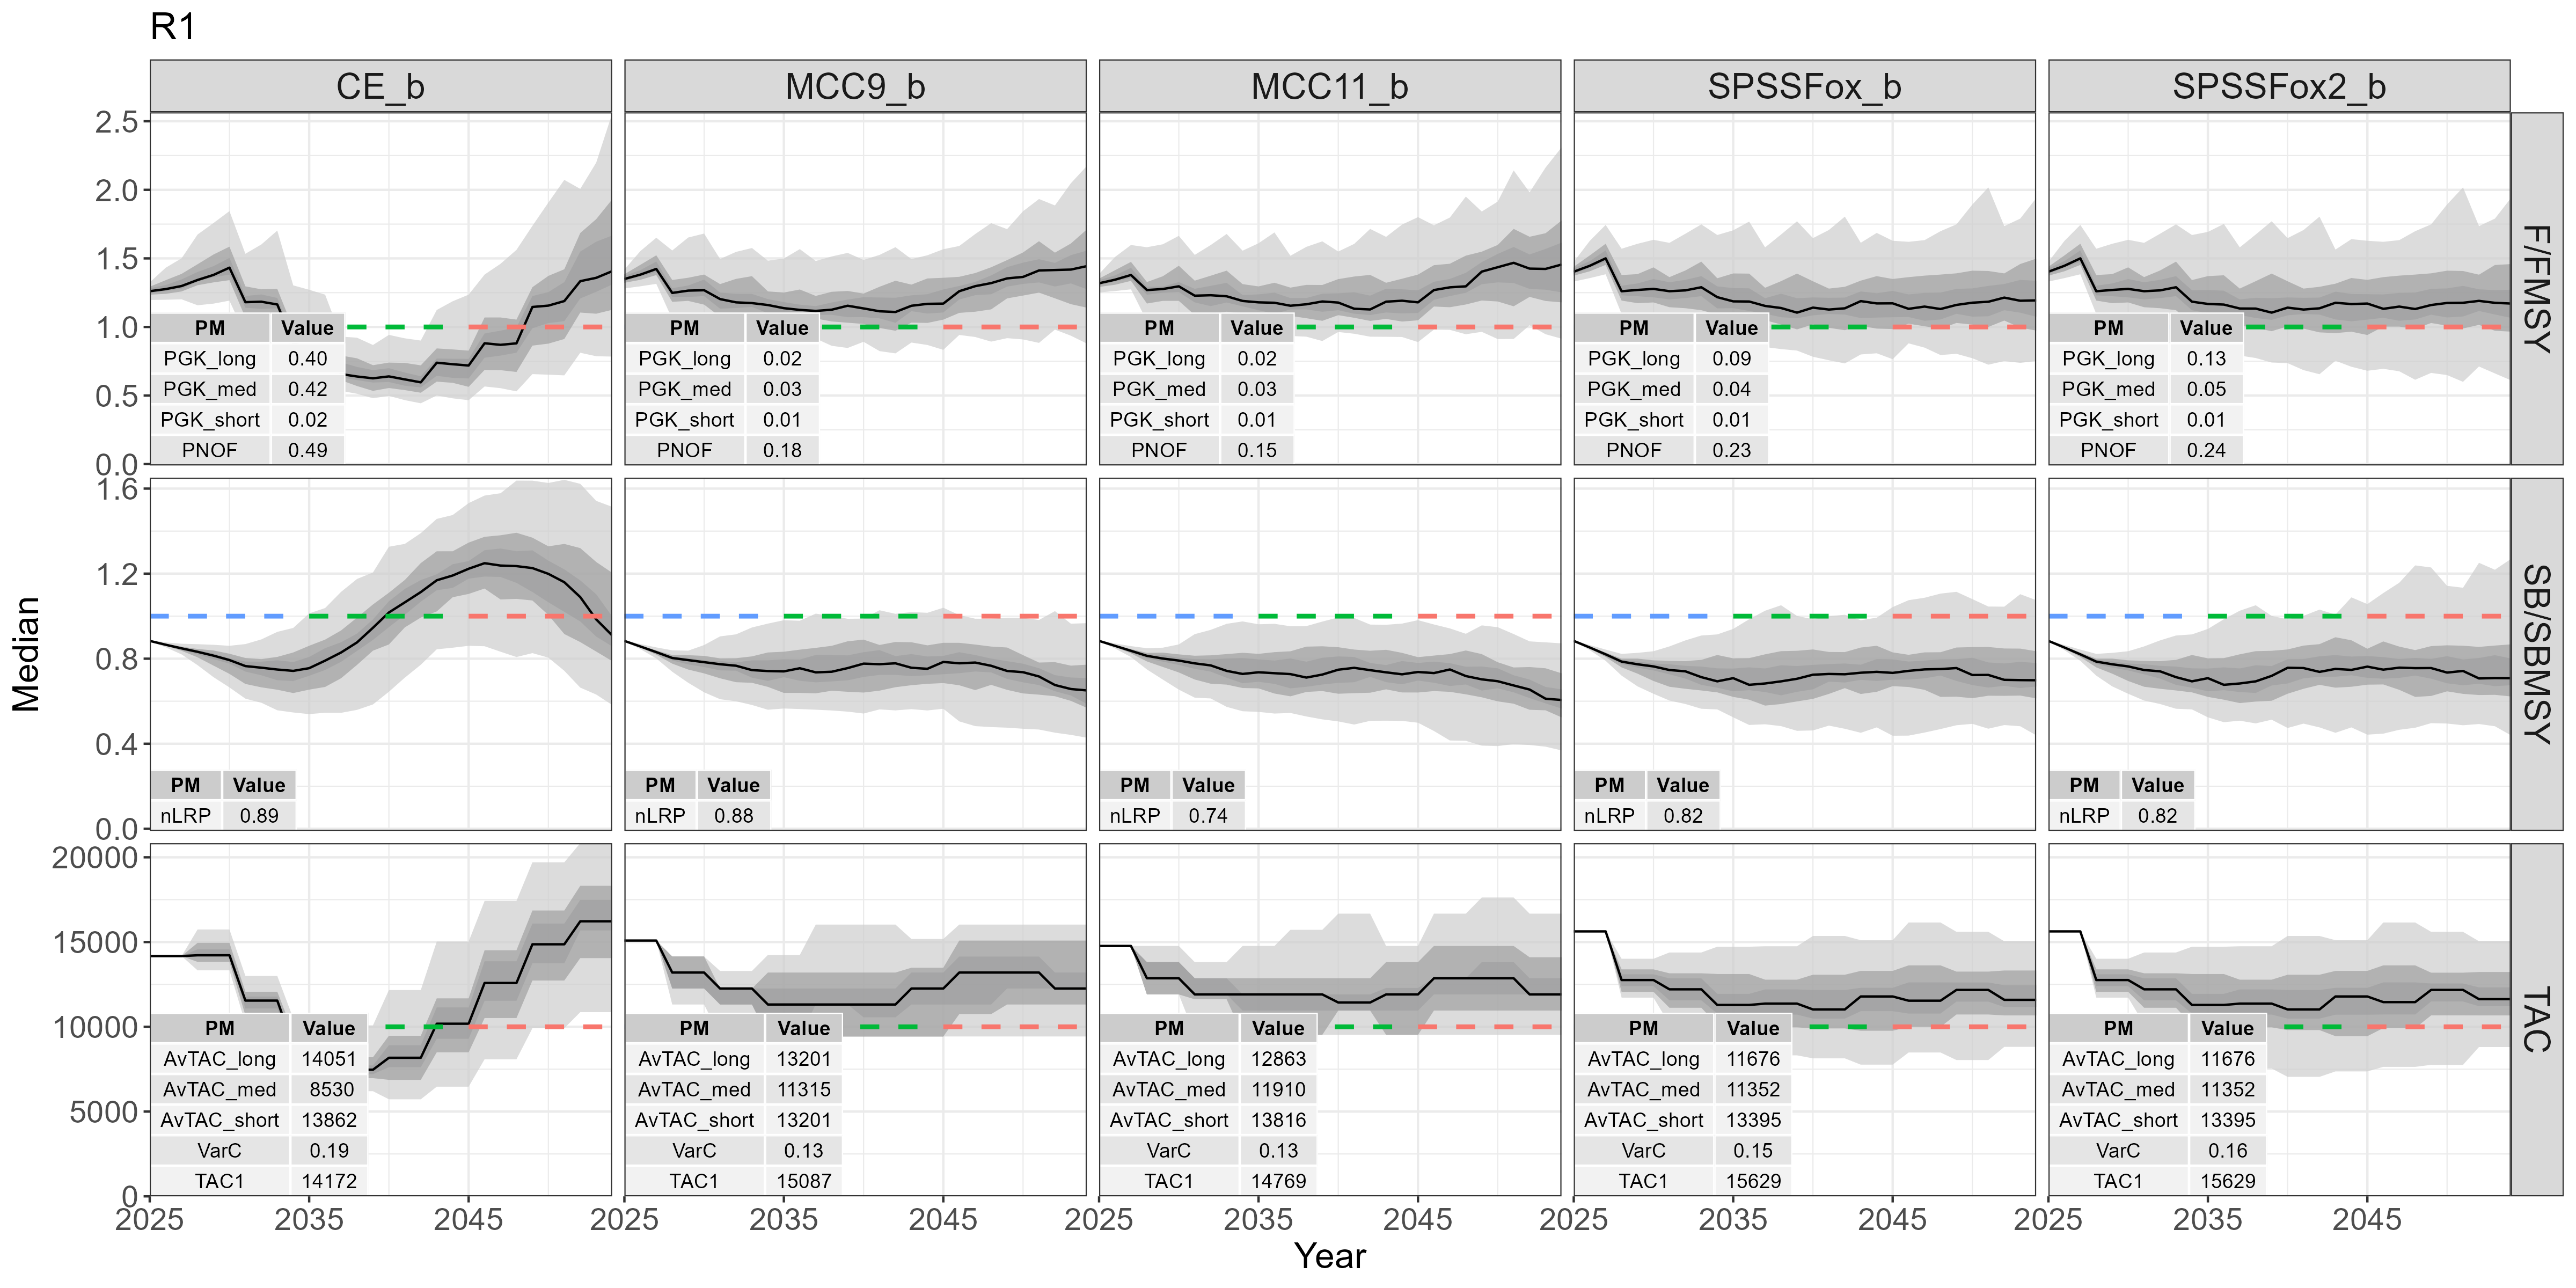 R1
CE_b MCC9_b MCC11_b SPSSFox_b SPSSFox2_b
2.5
2.0
1.5
1.0
0.5
0.0
PM Value PM Value PM Value PM Value PM Value
PGK_long 0.40 PGK_long 0.02 PGK_long 0.02 PGK_long 0.09 PGK_long 0.13
PGK_med 0.42 PGK_med 0.03 PGK_med 0.03 PGK_med 0.04 PGK_med 0.05
PGK_short 0.02 PGK_short 0.01 PGK_short 0.01 PGK_short 0.01 PGK_short 0.01
PNOF 0.49 PNOF 0.18 PNOF 0.15 PNOF 0.23 PNOF 0.24
F/FMSY
1.6
1.2
0.8
0.4
0.0
PM Value PM Value PM Value PM Value PM Value
nLRP 0.89 nLRP 0.88 nLRP 0.74 nLRP 0.82 nLRP 0.82
SB/SBMSY
Median
20000
15000
10000
5000
0
PM Value PM Value PM Value PM Value PM Value
AvTAC_long 14051 AvTAC_long 13201 AvTAC_long 12863 AvTAC_long 11676 AvTAC_long 11676
AvTAC_med 8530 AvTAC_med 11315 AvTAC_med 11910 AvTAC_med 11352 AvTAC_med 11352
AvTAC_short 13862 AvTAC_short 13201 AvTAC_short 13816 AvTAC_short 13395 AvTAC_short 13395
VarC 0.19 VarC 0.13 VarC 0.13 VarC 0.15 VarC 0.16
TAC1 14172 TAC1 15087 TAC1 14769 TAC1 15629 TAC1 15629
TAC
2025 2035 2045 2025 2035 2045 2025 2035 2045 2025 2035 2045 2025 2035 2045
Year